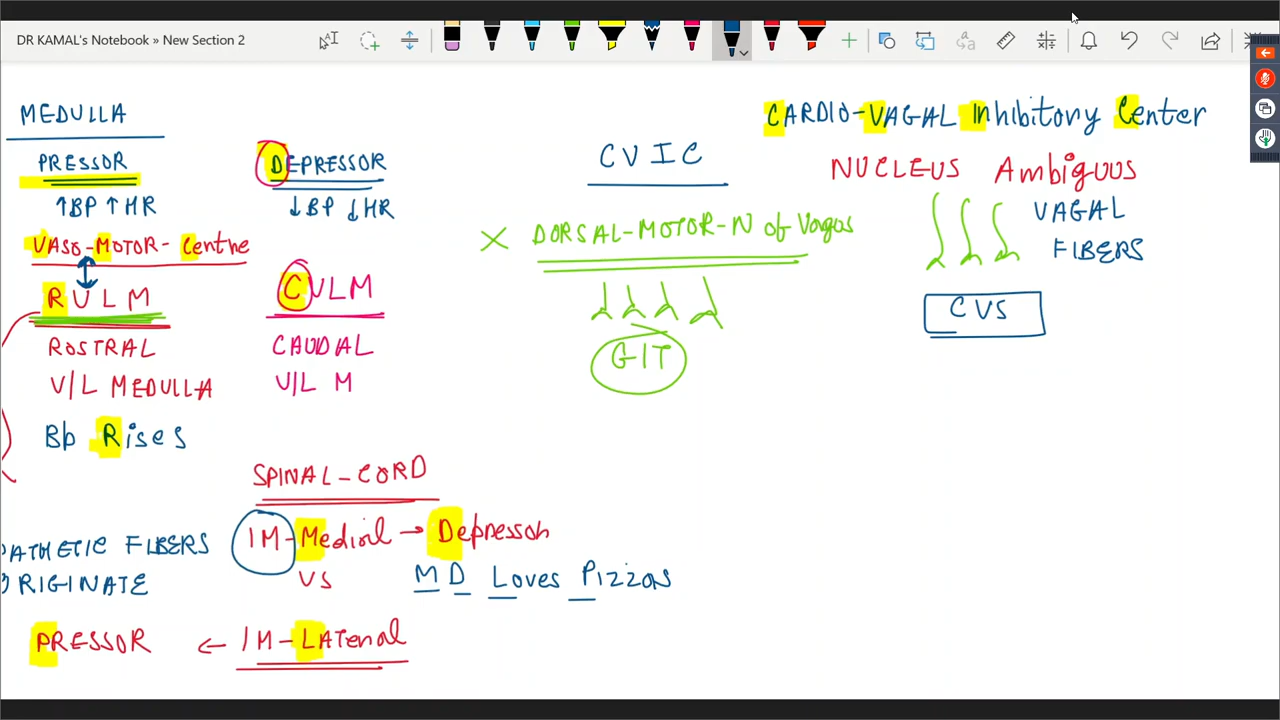 DR KAMAL's Notebook » New Section 2
MEDULLA
PRESSOR
↑BP ↑HR
VASO-MOTOR-Centre
RVLM
ROSTRAL
V/L MEDULLA
Bp Rises
DEPRESSOR
↓BP ↓HR
CVLM
CAUDAL
V/L M
CVIC
X DORSAL-MOTOR-N of Vagus
GIT
CARDIO-VAGAL Inhibitory Center
NUCLEUS Ambiguus
VAGAL
FIBERS
CVS
SPINAL-CORD
IM-Medial → Depressor
VS
MD Loves Pizzas
PRESSOR ← IM-LAteral
PATHETIC FIBERS
ORIGINATE